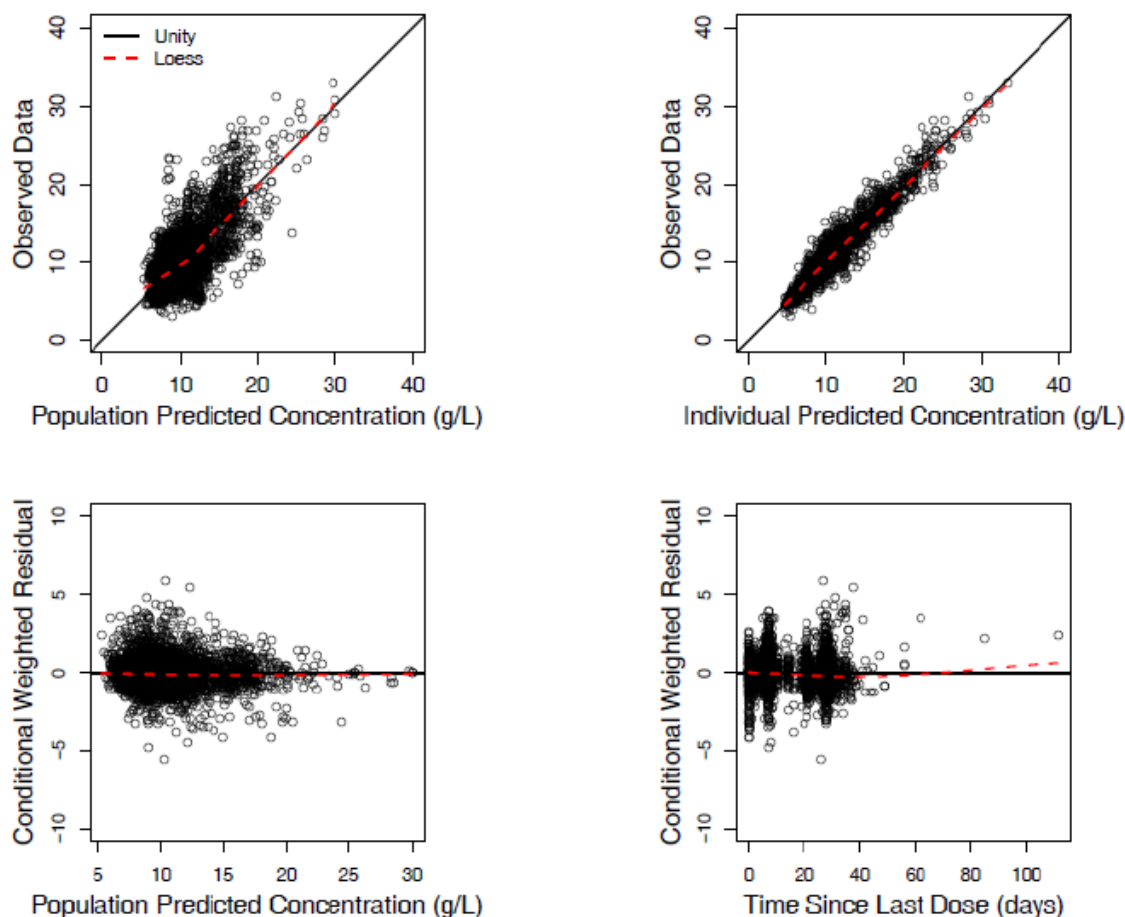 Unity
Loess
Observed Data
40
30
20
10
0
0 10 20 30 40
Population Predicted Concentration (g/L)
Observed Data
40
30
20
10
0
0 10 20 30 40
Individual Predicted Concentration (g/L)
Conditional Weighted Residual
10
5
0
-5
-10
5 10 15 20 25 30
Population Predicted Concentration (g/L)
Conditional Weighted Residual
10
5
0
-5
-10
0 20 40 60 80 100
Time Since Last Dose (days)